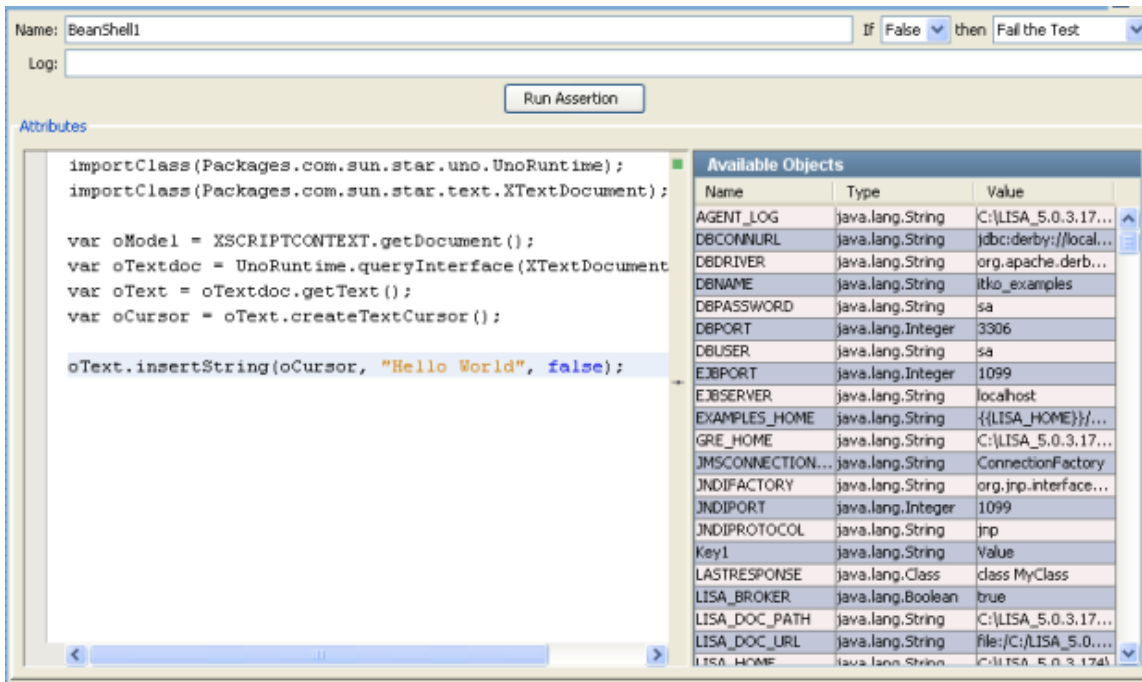 Name: BeanShell1 If False then Fail the Test
Log:
Run Assertion
Attributes
importClass(Packages.com.sun.star.uno.UnoRuntime);
importClass(Packages.com.sun.star.text.XTextDocument);
var oModel = XSCRIPTCONTEXT.getDocument();
var oTextdoc = UnoRuntime.queryInterface(XTextDocument
var oText = oTextdoc.getText();
var oCursor = oText.createTextCursor();
oText.insertString(oCursor, "Hello World", false);
Available Objects
Name Type Value
AGENT_LOG java.lang.String C:\LISA_5.0.3.17...
DBCONNURL java.lang.String jdbc:derby://local...
DBDRIVER java.lang.String org.apache.derb...
DBNAME java.lang.String itko_examples
DBPASSWORD java.lang.String sa
DBPORT java.lang.Integer 3306
DBUSER java.lang.String sa
EJBPORT java.lang.Integer 1099
EJBSERVER java.lang.String localhost
EXAMPLES_HOME java.lang.String {{LISA_HOME}}/...
GRE_HOME java.lang.String C:\LISA_5.0.3.17...
JMSCONNECTION... java.lang.String ConnectionFactory
JNDIFACTORY java.lang.String org.jnp.interface...
JNDIPORT java.lang.Integer 1099
JNDIPROTOCOL java.lang.String jnp
Key1 java.lang.String Value
LASTRESPONSE java.lang.Class class MyClass
LISA_BROKER java.lang.Boolean true
LISA_DOC_PATH java.lang.String C:\LISA_5.0.3.17...
LISA_DOC_URL java.lang.String file:/C:/LISA_5.0....
LISA_HOME java.lang.String C:\LISA_5.0.3.174\